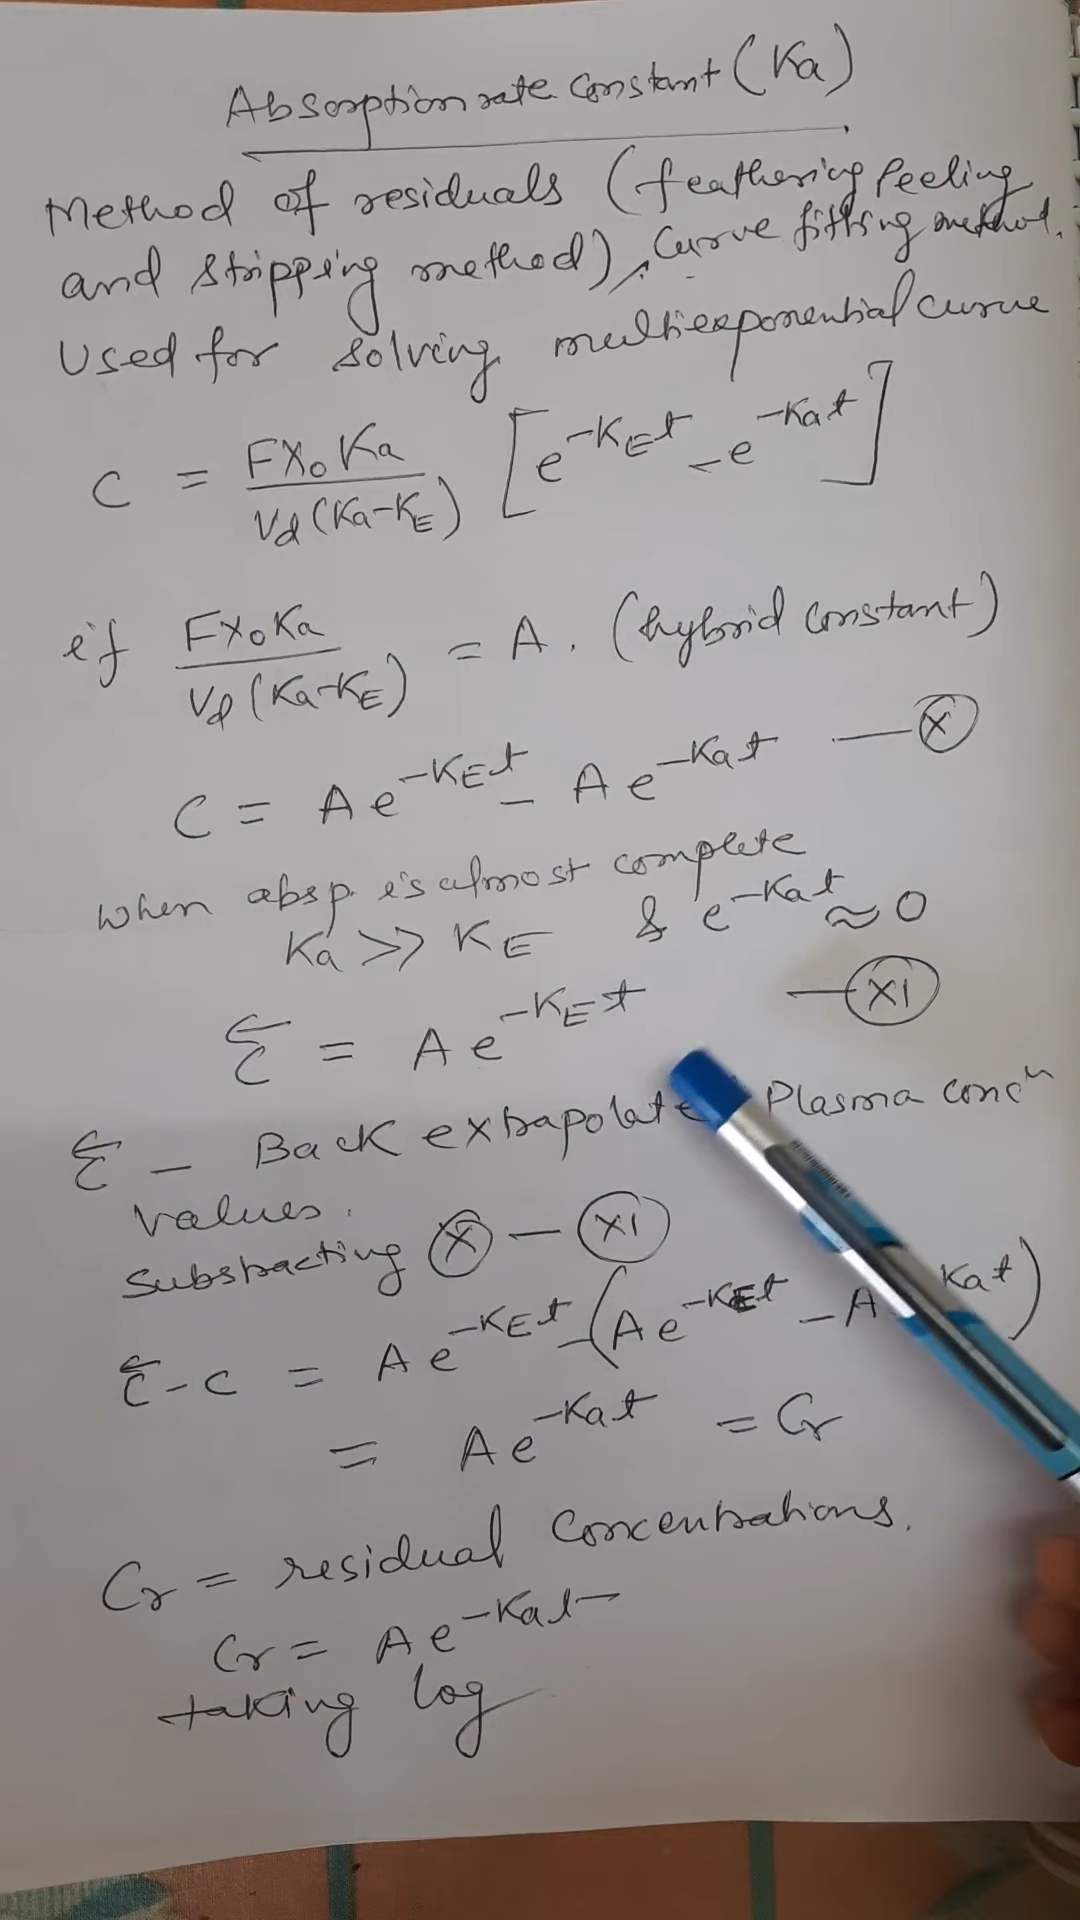 Absorption rate constant (Ka)
Method of residuals (feathering, Peeling
and stripping method), Curve fitting method.
Used for solving multiexponential curve
C = FX₀Ka / Vd (Ka-KE) [e^-KEt - e^-Kat]
if FX₀Ka / Vd (Ka-KE) = A. (hybrid constant)
C = Ae^-KEt - Ae^-Kat — X
When absp. is almost complete
Ka >> KE & e^-Kat ≈ 0
C⃖ = Ae^-KEt — XI
C⃖ - Back extrapolate Plasma concⁿ
values.
Substracting X - XI
C⃖ - C = Ae^-KEt - (Ae^-KEt - A Kat)
= Ae^-Kat = Cr
Cr = residual concentrations.
Cr = Ae^-Kat
taking log